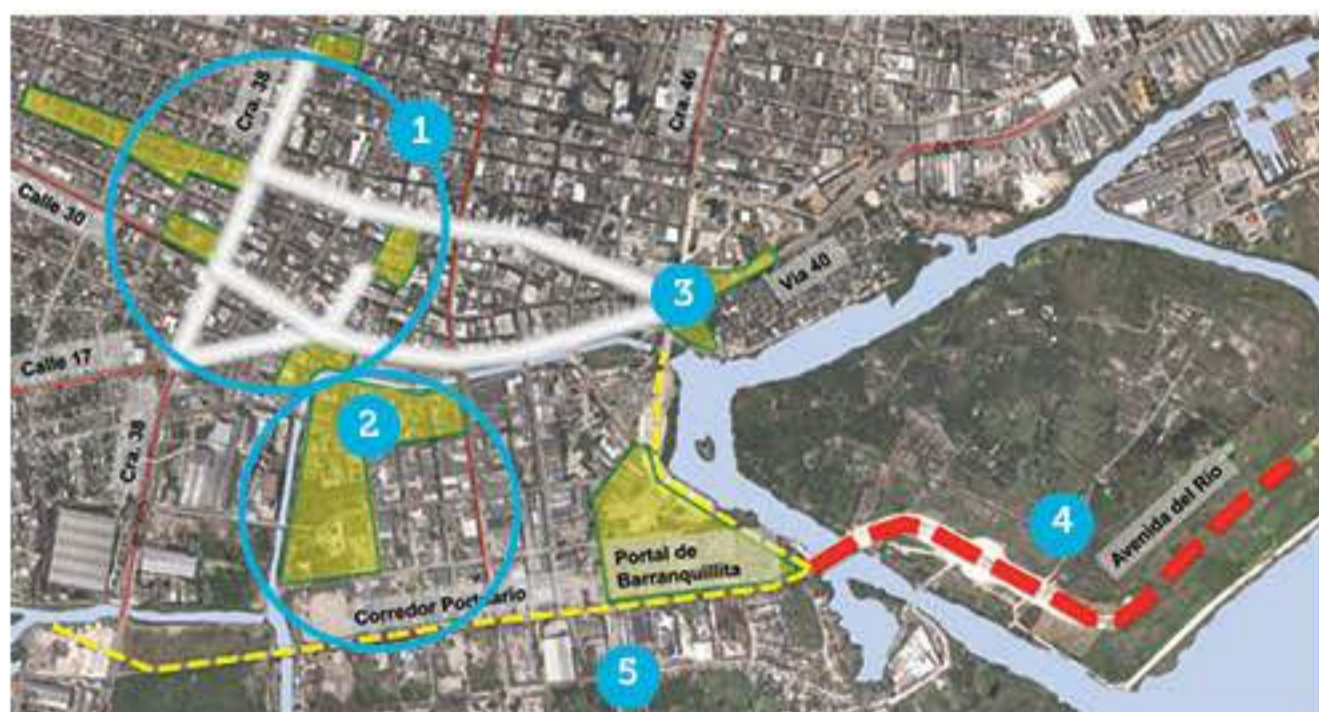 Cra. 38
1
Cra. 46
Calle 30
3
Vía 40
Calle 17
Cra. 38
2
4
Avenida del Río
Portal de
Barranquillita
Corredor Portuario
5